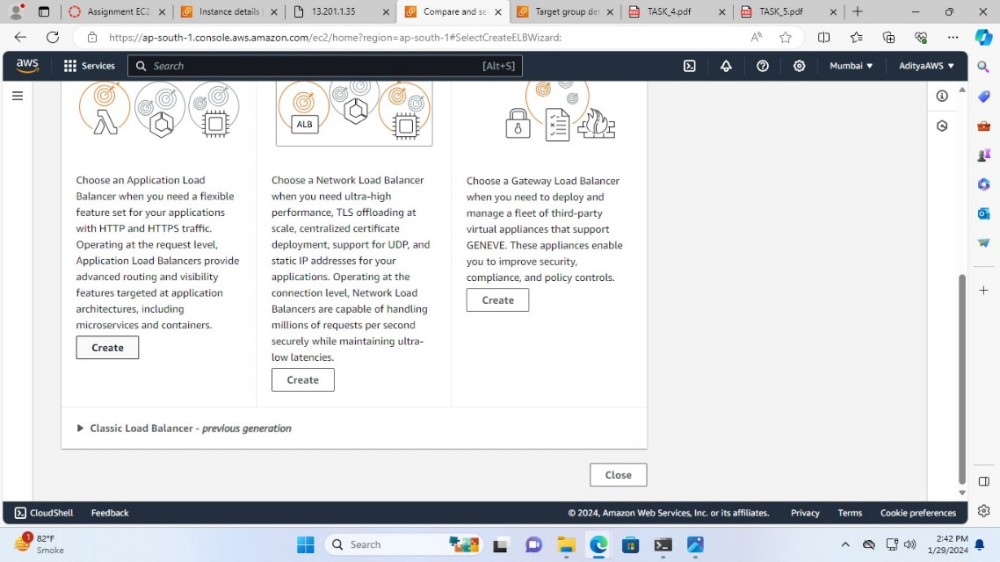 Assignment EC2
Instance details
13.201.1.35
Compare and se
Target group de
TASK_4.pdf
TASK_5.pdf
https://ap-south-1.console.aws.amazon.com/ec2/home?region=ap-south-1#SelectCreateELBWizard:
aws
Services
Search
[Alt+S]
Mumbai
AdityaAWS
ALB
Choose an Application Load
Balancer when you need a flexible
feature set for your applications
with HTTP and HTTPS traffic.
Operating at the request level,
Application Load Balancers provide
advanced routing and visibility
features targeted at application
architectures, including
microservices and containers.
Create
Choose a Network Load Balancer
when you need ultra-high
performance, TLS offloading at
scale, centralized certificate
deployment, support for UDP, and
static IP addresses for your
applications. Operating at the
connection level, Network Load
Balancers are capable of handling
millions of requests per second
securely while maintaining ultra-
low latencies.
Create
Choose a Gateway Load Balancer
when you need to deploy and
manage a fleet of third-party
virtual appliances that support
GENEVE. These appliances enable
you to improve security,
compliance, and policy controls.
Create
Classic Load Balancer - previous generation
Close
CloudShell
Feedback
© 2024, Amazon Web Services, Inc. or its affiliates.
Privacy
Terms
Cookie preferences
1
82°F
Smoke
Search
2:42 PM
1/29/2024